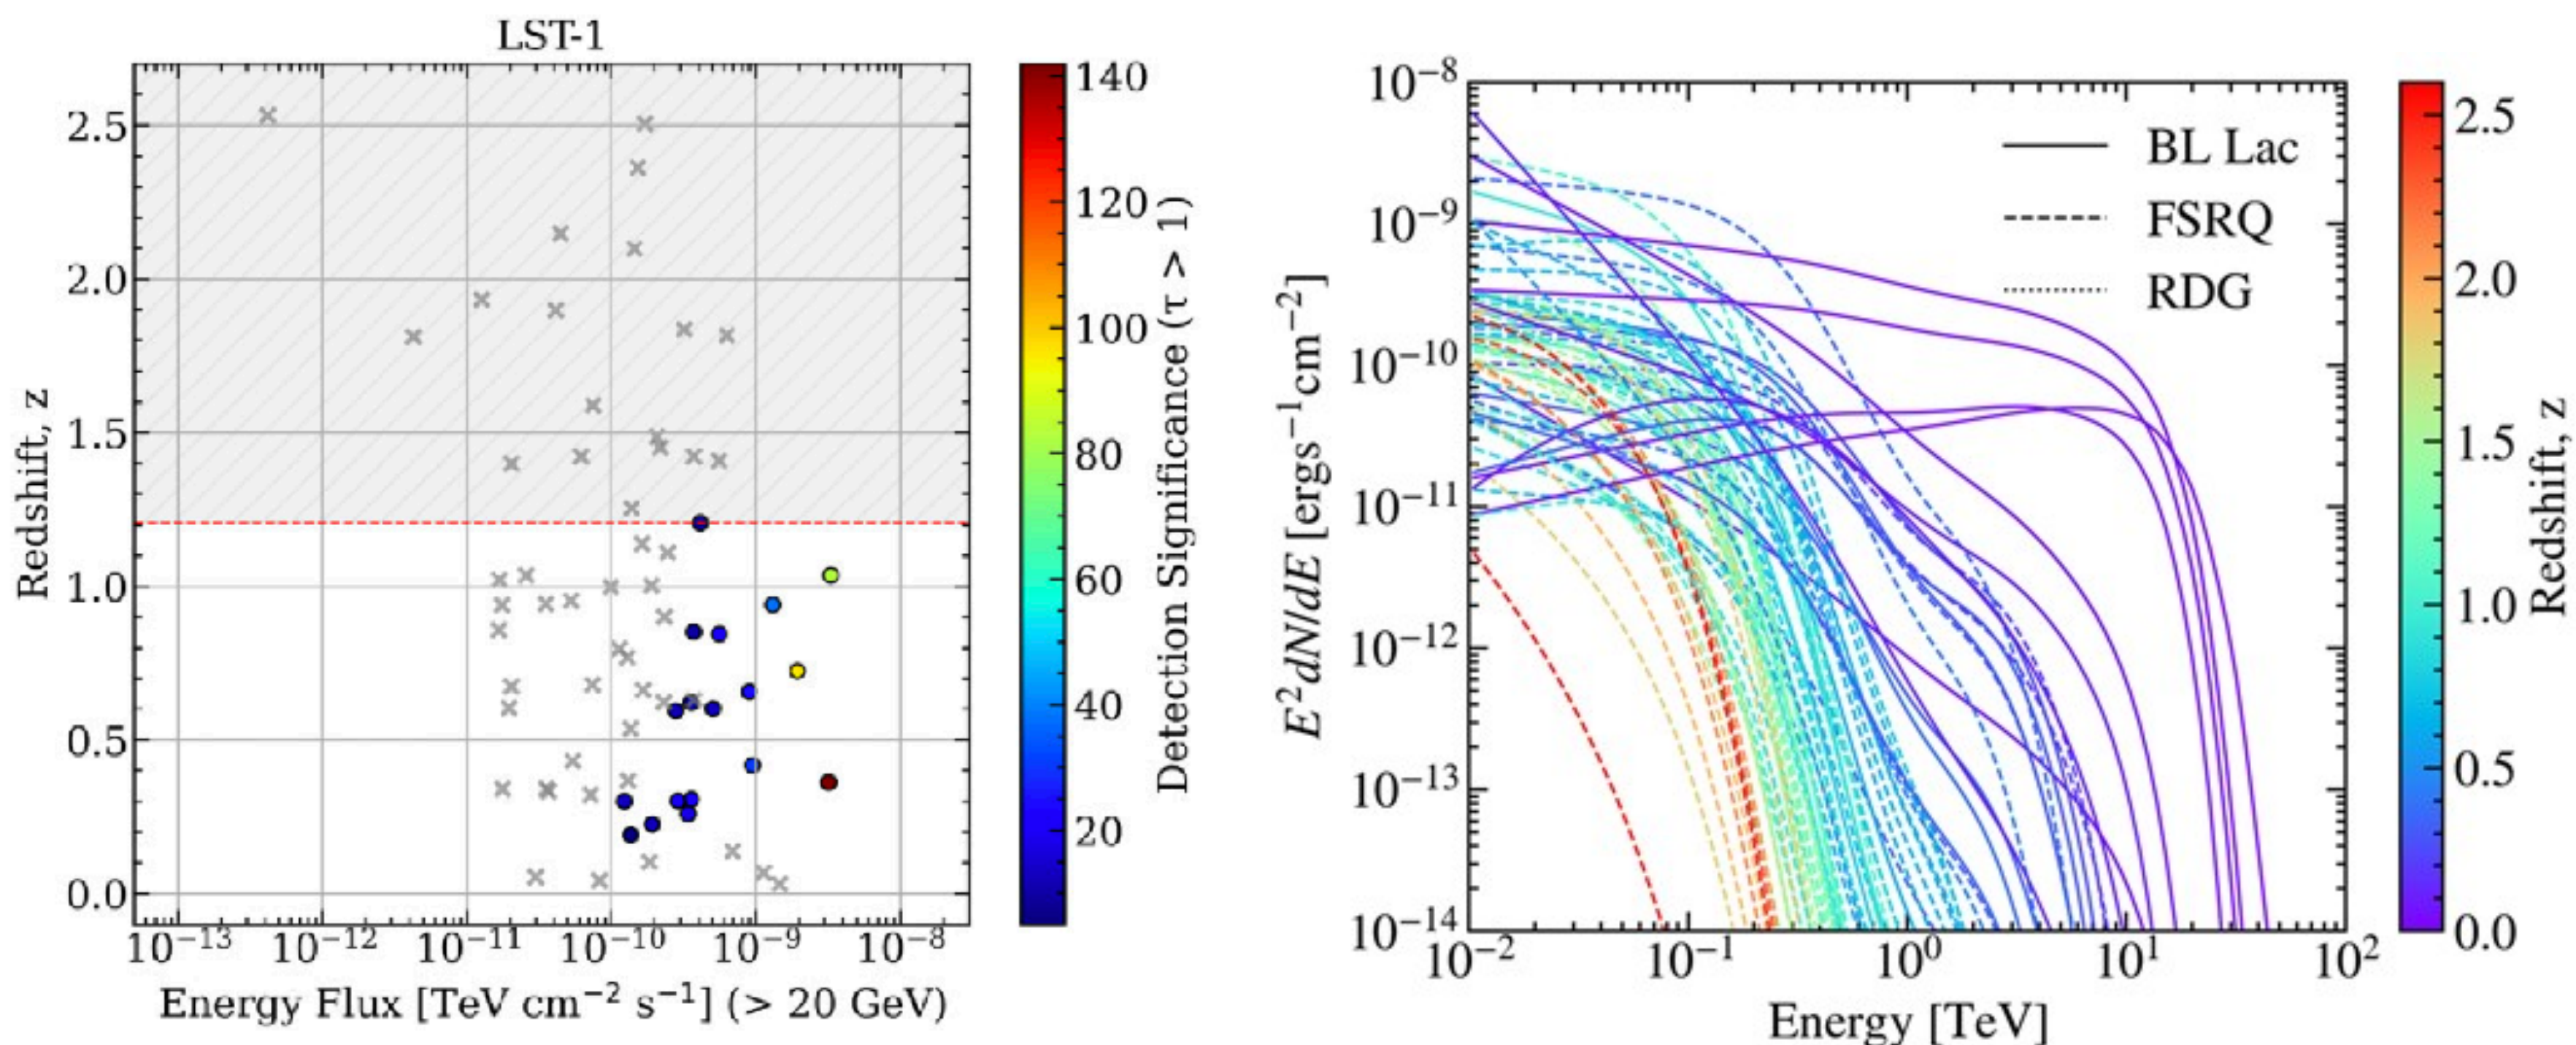 LST-1
2.5
2.0
1.5
1.0
0.5
0.0
Redshift, z
10⁻¹³ 10⁻¹² 10⁻¹¹ 10⁻¹⁰ 10⁻⁹ 10⁻⁸
Energy Flux [TeV cm⁻² s⁻¹] (> 20 GeV)
140
120
100
80
60
40
20
Detection Significance (τ > 1)
10⁻⁸
10⁻⁹
10⁻¹⁰
10⁻¹¹
10⁻¹²
10⁻¹³
10⁻¹⁴
E²dN/dE [ergs⁻¹cm⁻²]
BL Lac
FSRQ
RDG
10⁻² 10⁻¹ 10⁰ 10¹ 10²
Energy [TeV]
2.5
2.0
1.5
1.0
0.5
0.0
Redshift, z